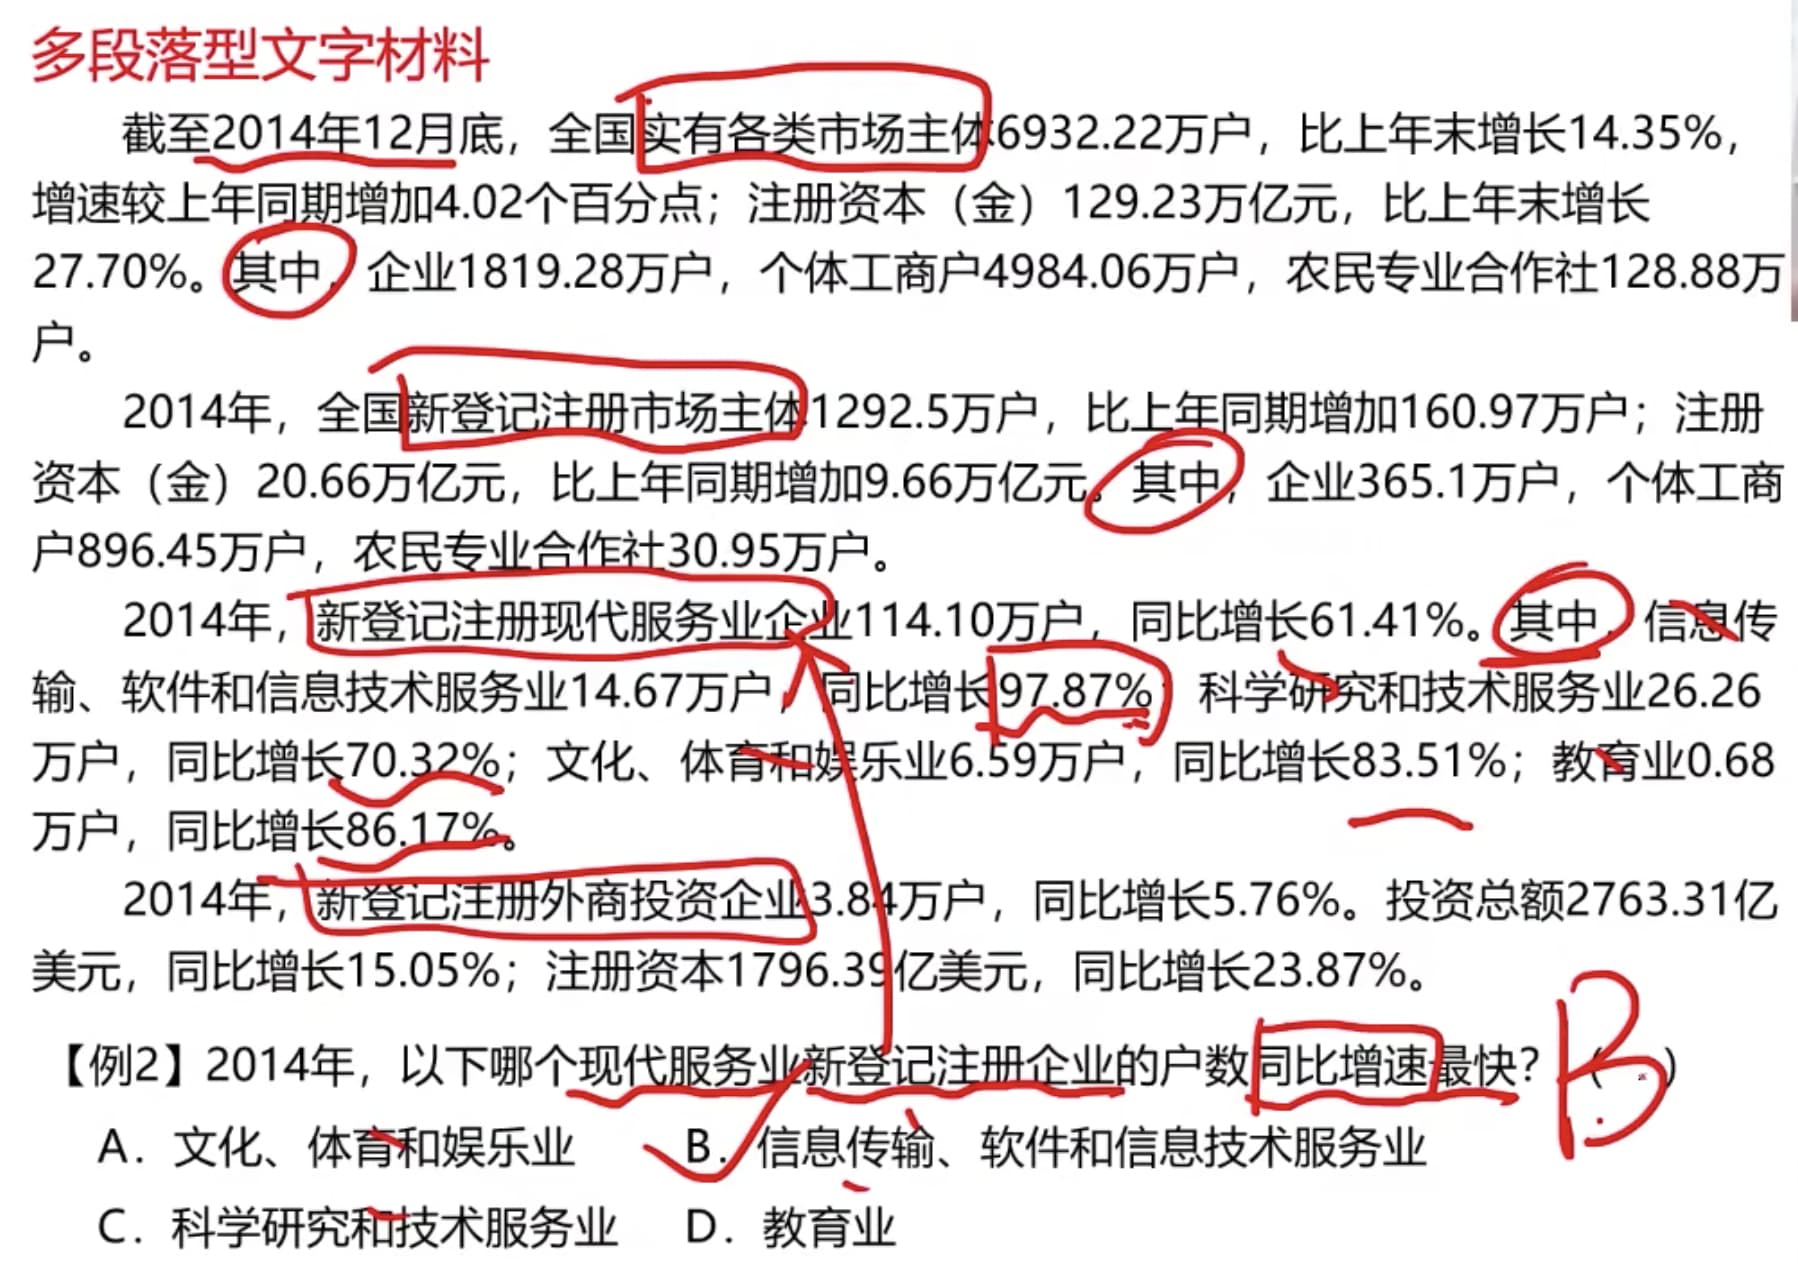 多段落型文字材料
截至2014年12月底，全国实有各类市场主体6932.22万户，比上年末增长14.35%，
增速较上年同期增加4.02个百分点；注册资本（金）129.23万亿元，比上年末增长
27.70%。其中，企业1819.28万户，个体工商户4984.06万户，农民专业合作社128.88万
户。
2014年，全国新登记注册市场主体1292.5万户，比上年同期增加160.97万户；注册
资本（金）20.66万亿元，比上年同期增加9.66万亿元。其中，企业365.1万户，个体工商
户896.45万户，农民专业合作社30.95万户。
2014年，新登记注册现代服务业企业114.10万户，同比增长61.41%。其中，信息传
输、软件和信息技术服务业14.67万户，同比增长97.87%；科学研究和技术服务业26.26
万户，同比增长70.32%；文化、体育和娱乐业6.59万户，同比增长83.51%；教育业0.68
万户，同比增长86.17%。
2014年，新登记注册外商投资企业3.84万户，同比增长5.76%。投资总额2763.31亿
美元，同比增长15.05%；注册资本1796.39亿美元，同比增长23.87%。
【例2】2014年，以下哪个现代服务业新登记注册企业的户数同比增速最快？（B）
A．文化、体育和娱乐业 B．信息传输、软件和信息技术服务业
C．科学研究和技术服务业 D．教育业